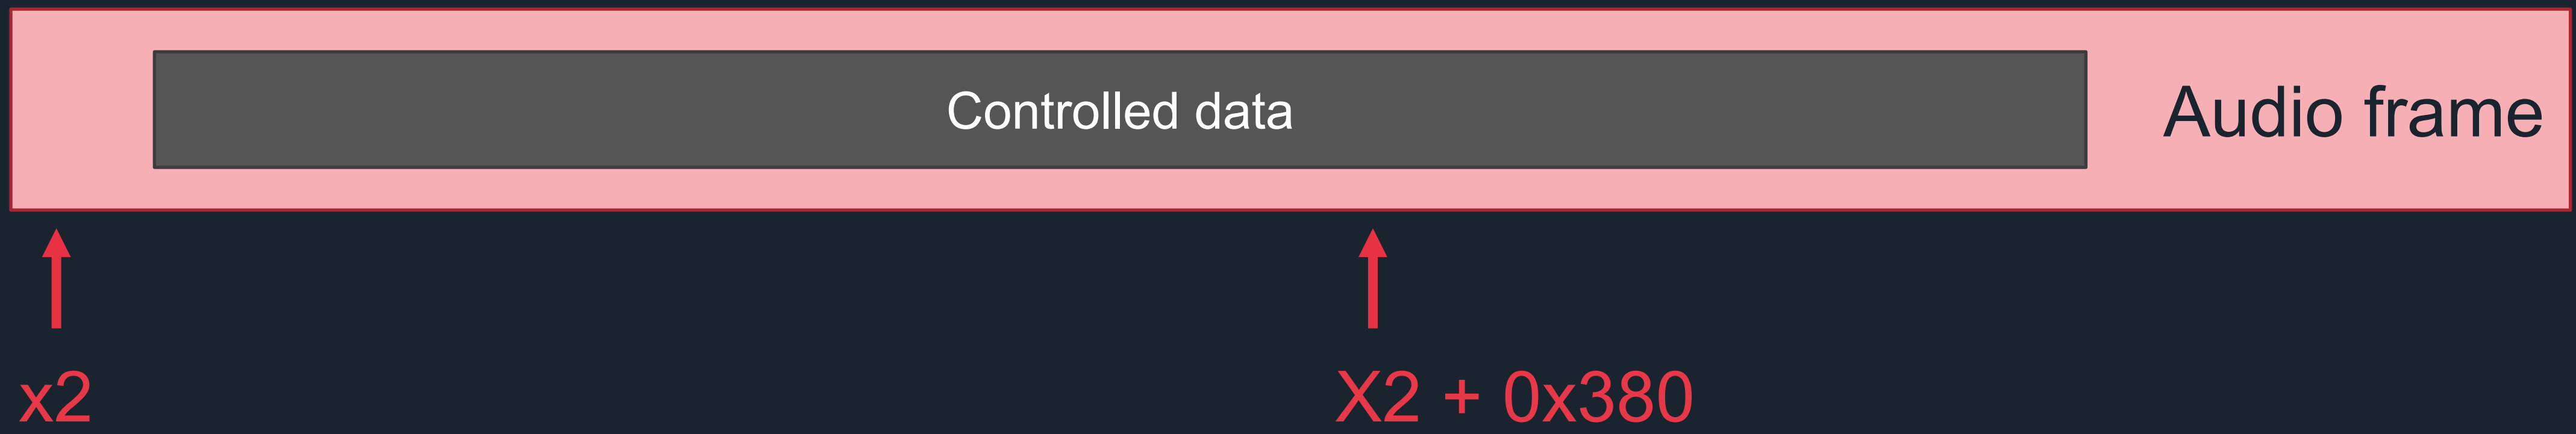 Controlled data
Audio frame
x2
X2 + 0x380